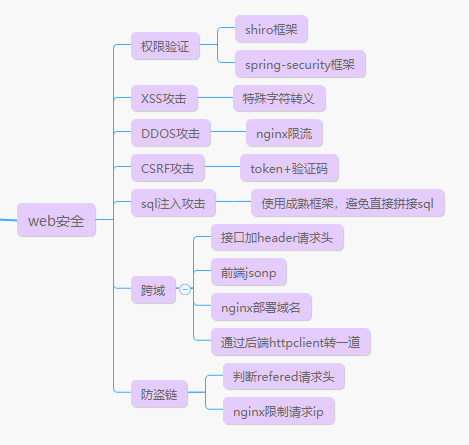 web安全
权限验证
shiro框架
spring-security框架
XSS攻击
特殊字符转义
DDOS攻击
nginx限流
CSRF攻击
token+验证码
sql注入攻击
使用成熟框架，避免直接拼接sql
跨域
接口加header请求头
前端jsonp
nginx部署域名
通过后端httpclient转一道
防盗链
判断refered请求头
nginx限制请求ip